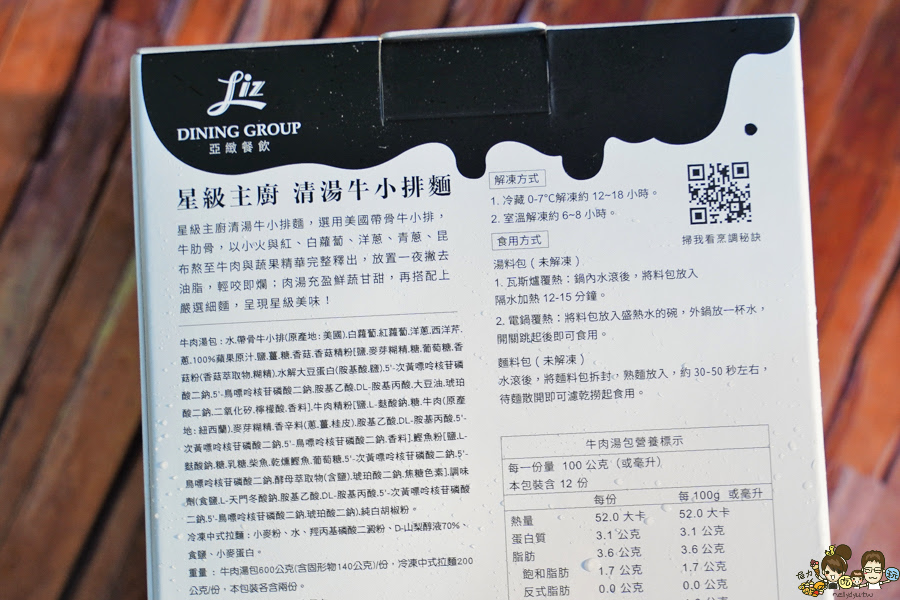 Liz
DINING GROUP
亞緻餐飲
星級主廚 清湯牛小排麵
星級主廚清湯牛小排麵，選用美國帶骨牛小排，
牛肋骨，以小火與紅、白蘿蔔、洋蔥、青蔥、昆
布熬至牛肉與蔬果精華完整釋出，放置一夜撇去
油脂，輕咬即爛；肉湯充盈鮮蔬甘甜，再搭配上
嚴選細麵，呈現星級美味！
牛肉湯包：水,帶骨牛小排(原產地：美國),白蘿蔔,紅蘿蔔,洋蔥,西洋芹,
蔥,100%蘋果原汁,鹽,薑,糖,香菇,香菇精粉[鹽,麥芽糊精,糖,葡萄糖,香
菇粉(香菇萃取物,糊精),水解大豆蛋白(胺基酸,鹽),5'-次黃嘌呤核苷磷
酸二鈉,5'-鳥嘌呤核苷磷酸二鈉,胺基乙酸,DL-胺基丙酸,大豆油,琥珀
酸二鈉,二氧化矽,檸檬酸,香料],牛肉精粉[鹽,L-麩酸鈉,糖,牛肉(原產
地：紐西蘭),麥芽糊精,香辛料(蔥,薑,桂皮),胺基乙酸,DL-胺基丙酸,5'-
次黃嘌呤核苷磷酸二鈉,5'-鳥嘌呤核苷磷酸二鈉,香料],鰹魚粉[鹽,L-
麩酸鈉,糖,乳糖,柴魚,乾燥鰹魚,葡萄糖,5'-次黃嘌呤核苷磷酸二鈉,5'-
鳥嘌呤核苷磷酸二鈉,酵母萃取物(含鹽),琥珀酸二鈉,焦糖色素],調味
劑(食鹽,L-天門冬酸鈉,胺基乙酸,DL-胺基丙酸,5'-次黃嘌呤核苷磷酸
二鈉,5'-鳥嘌呤核苷磷酸二鈉,琥珀酸二鈉),純白胡椒粉。
冷凍中式拉麵：小麥粉、水、羥丙基磷酸二澱粉、D-山梨醇液70%、
食鹽、小麥蛋白。
重量：牛肉湯包600公克(含固形物140公克)/份，冷凍中式拉麵200
公克/份，本包裝各含兩份。
解凍方式
1. 冷藏 0-7℃解凍約 12~18 小時。
2. 室溫解凍約 6~8 小時。
掃我看烹調秘訣
食用方式
湯料包（未解凍）
1. 瓦斯爐覆熱：鍋內水滾後，將料包放入
隔水加熱 12-15 分鐘。
2. 電鍋覆熱：將料包放入盛熱水的碗，外鍋放一杯水，
開關跳起後即可食用。
麵料包（未解凍）
水滾後，將麵料包拆封，熟麵放入，約 30-50 秒左右，
待麵散開即可濾乾撈起食用。
牛肉湯包營養標示
每一份量 100 公克（或毫升）
本包裝含 12 份
每份 每 100g 或毫升
熱量 52.0 大卡 52.0 大卡
蛋白質 3.1 公克 3.1 公克
脂肪 3.6 公克 3.6 公克
飽和脂肪 1.7 公克 1.7 公克
反式脂肪 0.0 公克 0.0 公克
nellydyu.tw